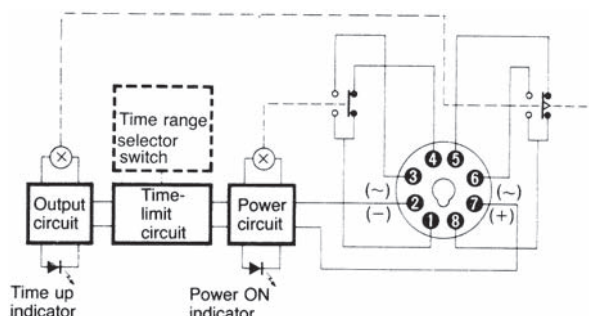 Time range
selector
switch
Output
circuit
Time-
limit
circuit
Power
circuit
Time up
indicator
Power ON
indicator
4
5
3
6
2
7
1
8
(~)
(−)
(~)
(+)